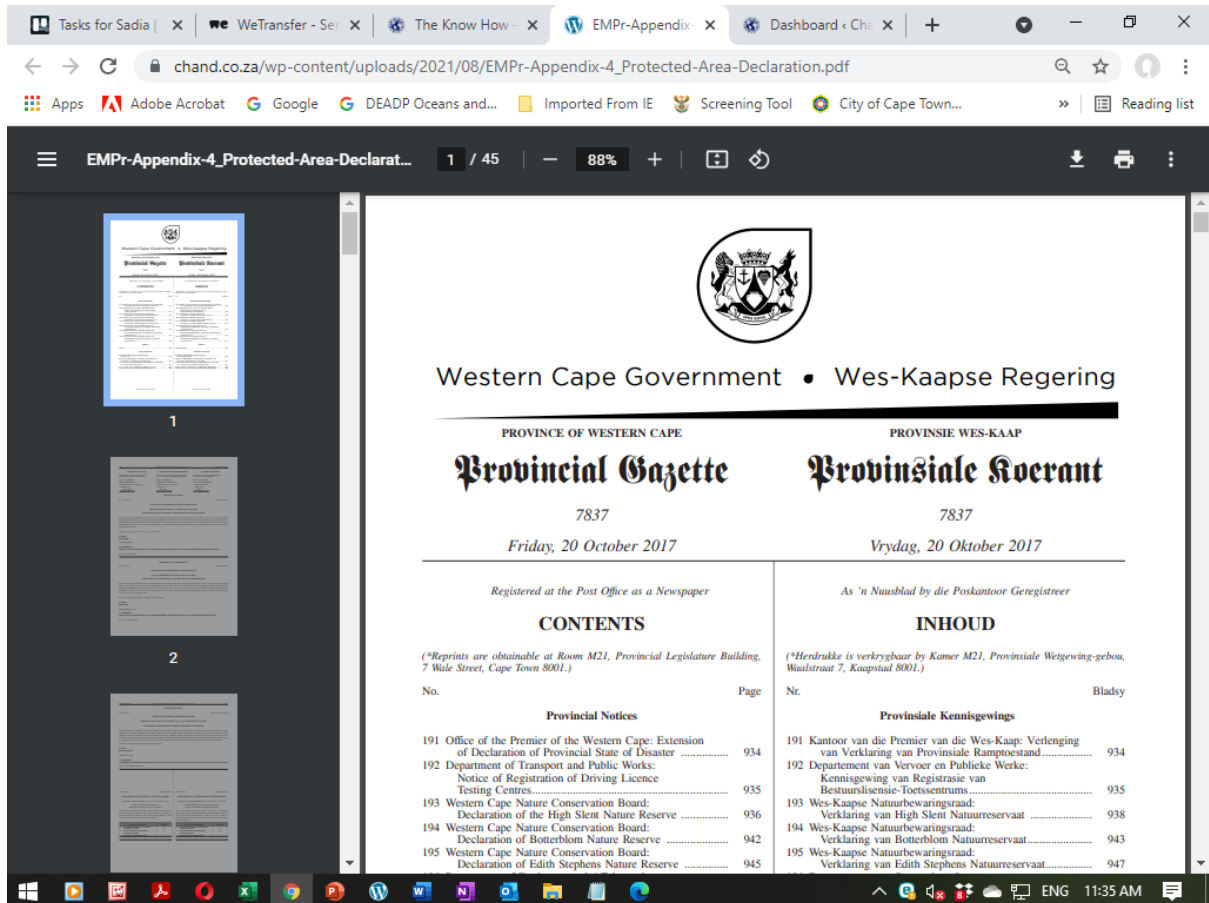 Tasks for Sadia |
WeTransfer - Ser
The Know How -
EMPr-Appendix-
Dashboard ‹ Cha
chand.co.za/wp-content/uploads/2021/08/EMPr-Appendix-4_Protected-Area-Declaration.pdf
Apps Adobe Acrobat Google DEADP Oceans and... Imported From IE Screening Tool City of Cape Town... » Reading list
EMPr-Appendix-4_Protected-Area-Declarat... 1 / 45 88%
1
2
Western Cape Government • Wes-Kaapse Regering
PROVINCE OF WESTERN CAPE
Provincial Gazette
7837
Friday, 20 October 2017
Registered at the Post Office as a Newspaper
CONTENTS
(*Reprints are obtainable at Room M21, Provincial Legislature Building,
7 Wale Street, Cape Town 8001.)
No. Page
Provincial Notices
191 Office of the Premier of the Western Cape: Extension
of Declaration of Provincial State of Disaster ................ 934
192 Department of Transport and Public Works:
Notice of Registration of Driving Licence
Testing Centres................ 935
193 Western Cape Nature Conservation Board:
Declaration of the High Slent Nature Reserve ................ 936
194 Western Cape Nature Conservation Board:
Declaration of Botterblom Nature Reserve ................ 942
195 Western Cape Nature Conservation Board:
Declaration of Edith Stephens Nature Reserve ................ 945
PROVINSIE WES-KAAP
Provinsiale Koerant
7837
Vrydag, 20 Oktober 2017
As 'n Nuusblad by die Poskantoor Geregistreer
INHOUD
(*Herdrukke is verkrygbaar by Kamer M21, Provinsiale Wetgewing-gebou,
Waalstraat 7, Kaapstad 8001.)
Nr. Bladsy
Provinsiale Kennisgewings
191 Kantoor van die Premier van die Wes-Kaap: Verlenging
van Verklaring van Provinsiale Ramptoestand................ 934
192 Departement van Vervoer en Publieke Werke:
Kennisgewing van Registrasie van
Bestuurslisensie-Toetssentrums................ 935
193 Wes-Kaapse Natuurbewaringsraad:
Verklaring van High Slent Natuurreservaat ................ 938
194 Wes-Kaapse Natuurbewaringsraad:
Verklaring van Botterblom Natuurreservaat ................ 943
195 Wes-Kaapse Natuurbewaringsraad:
Verklaring van Edith Stephens Natuurreservaat................ 947
ENG 11:35 AM